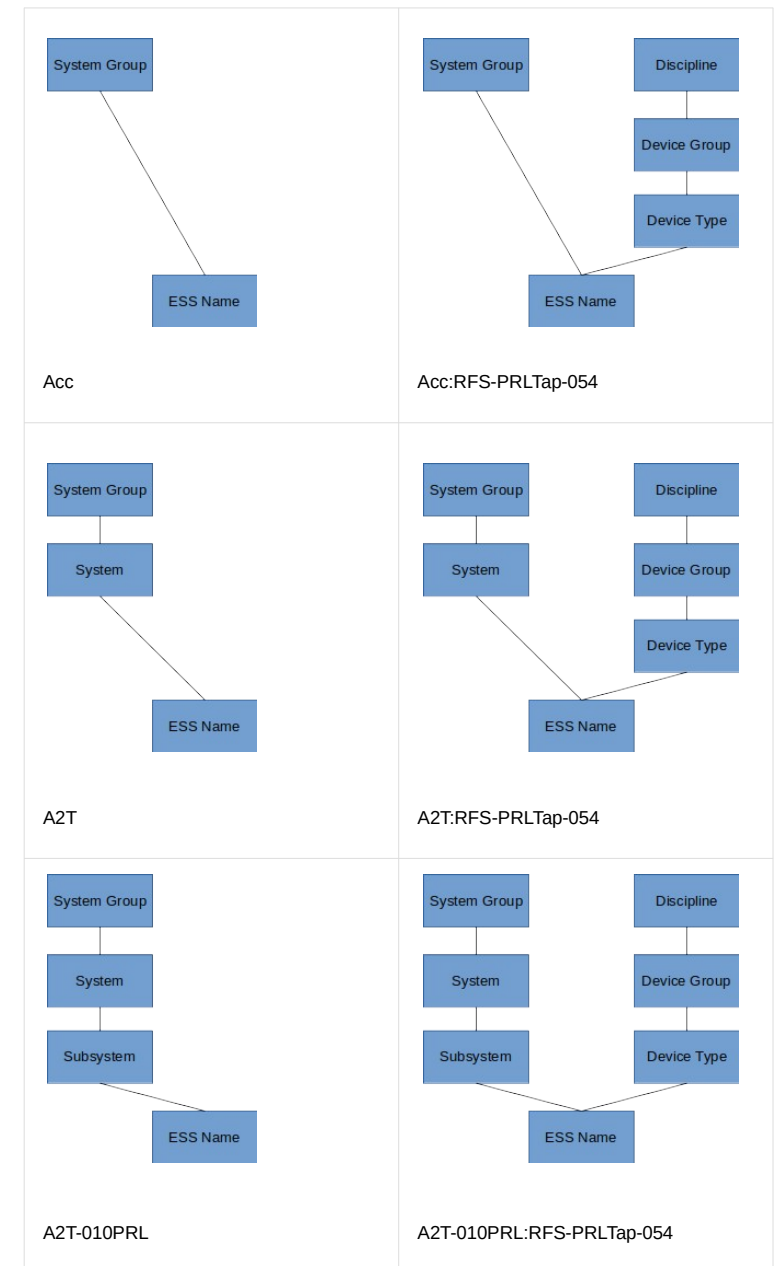 System Group
ESS Name
Acc
System Group
Discipline
Device Group
Device Type
ESS Name
Acc:RFS-PRLTap-054
System Group
System
ESS Name
A2T
System Group
Discipline
System
Device Group
Device Type
ESS Name
A2T:RFS-PRLTap-054
System Group
System
Subsystem
ESS Name
A2T-010PRL
System Group
Discipline
System
Device Group
Subsystem
Device Type
ESS Name
A2T-010PRL:RFS-PRLTap-054